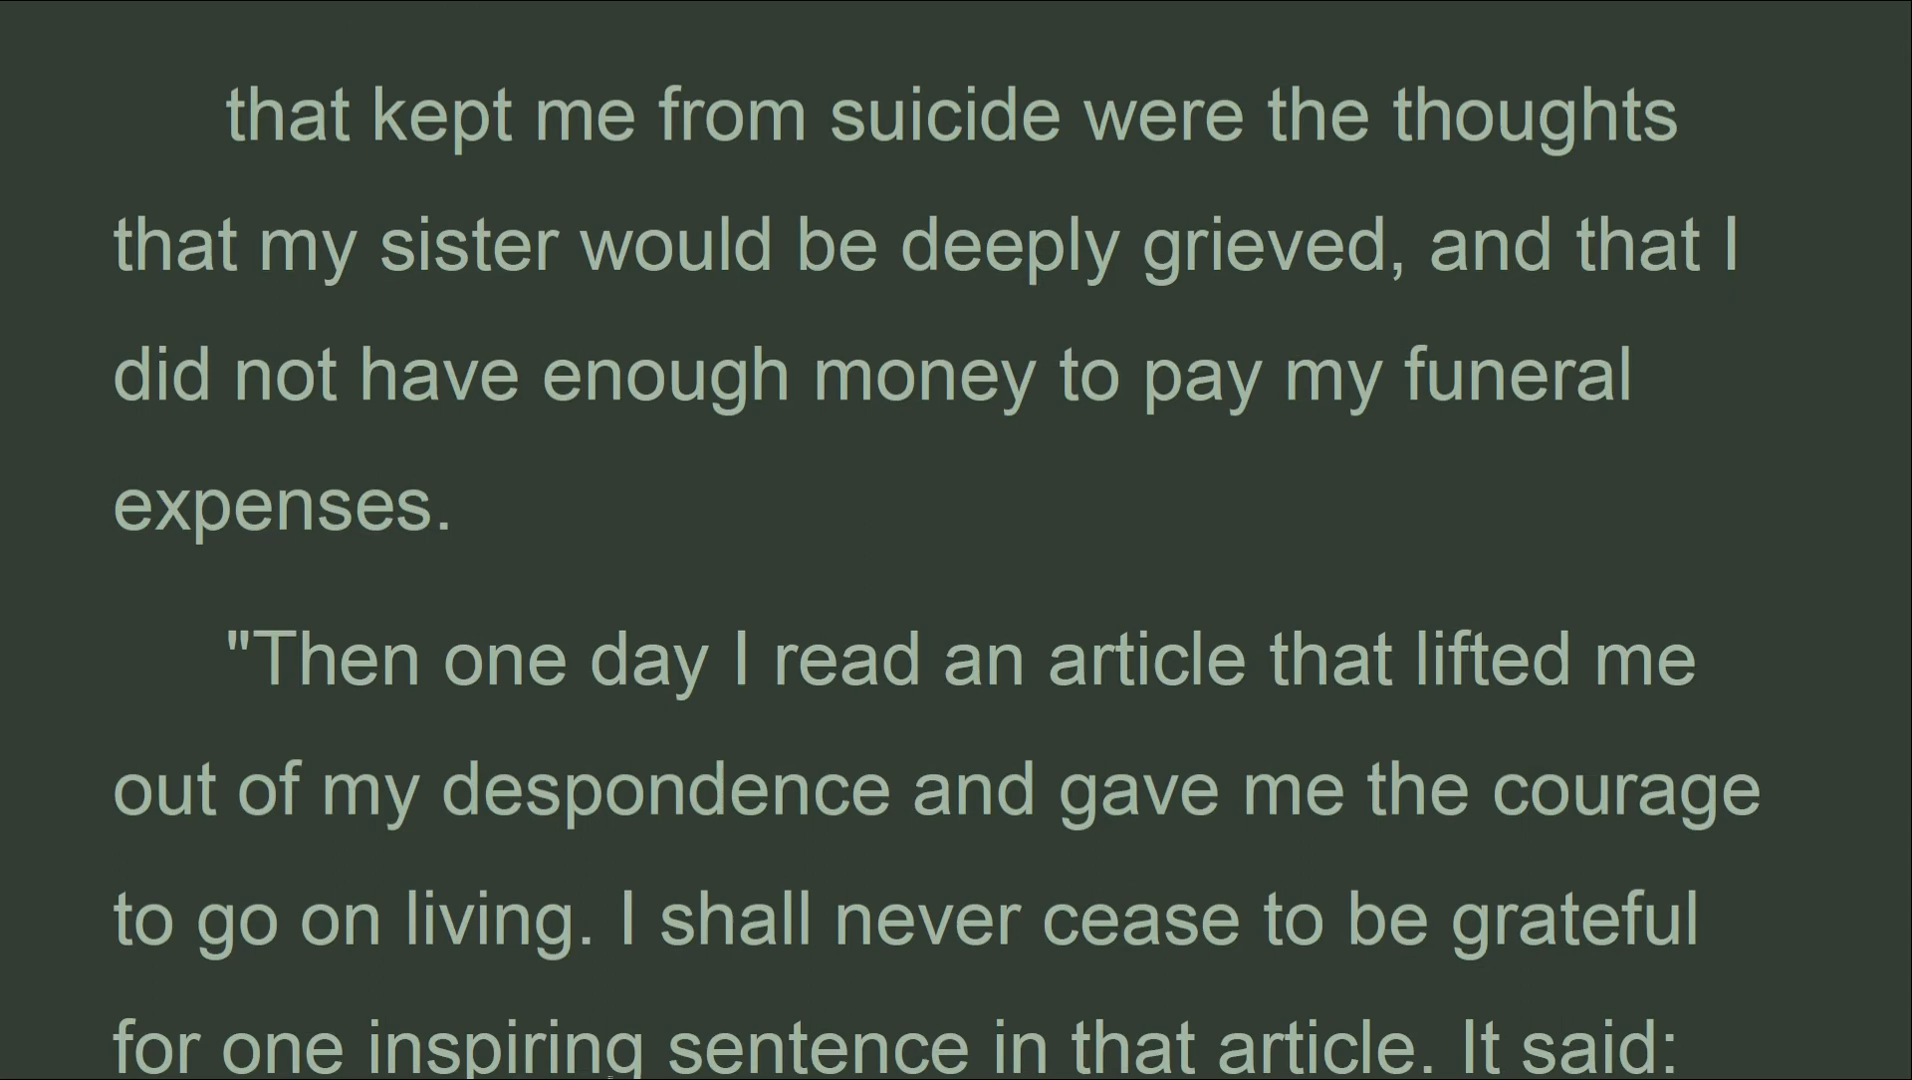 that kept me from suicide were the thoughts
that my sister would be deeply grieved, and that I
did not have enough money to pay my funeral
expenses.
"Then one day I read an article that lifted me
out of my despondence and gave me the courage
to go on living. I shall never cease to be grateful
for one inspiring sentence in that article. It said: